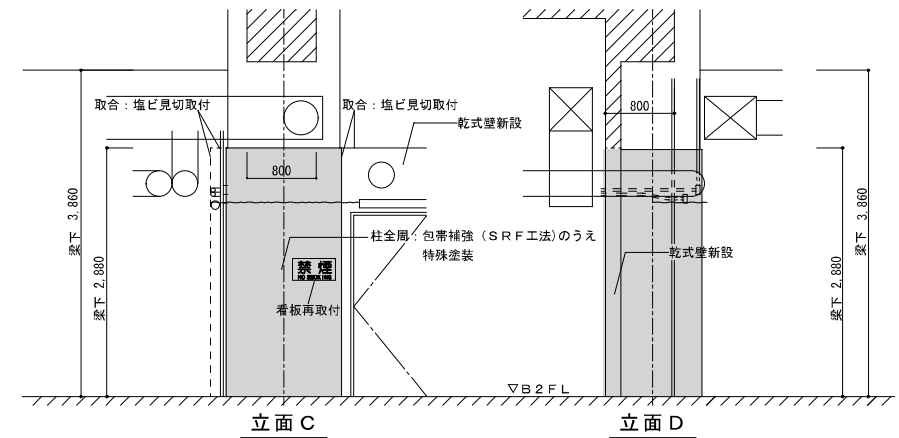 取合：塩ビ見切取付
取合：塩ビ見切取付
乾式壁新設
800
800
梁下 3,860
梁下 2,880
柱全周：包帯補強（ＳＲＦ工法）のうえ
特殊塗装
禁煙
NO SMOKING
看板再取付
乾式壁新設
梁下 2,880
梁下 3,860
▽Ｂ２ＦＬ
立面Ｃ
立面Ｄ